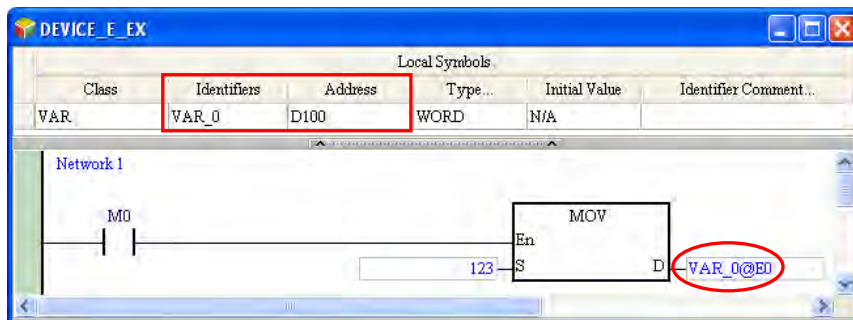 DEVICE_E_EX
Local Symbols
Class Identifiers Address Type... Initial Value Identifier Comment...
VAR VAR_0 D100 WORD N/A
Network 1
M0 MOV
En
123 S D VAR_0@E0